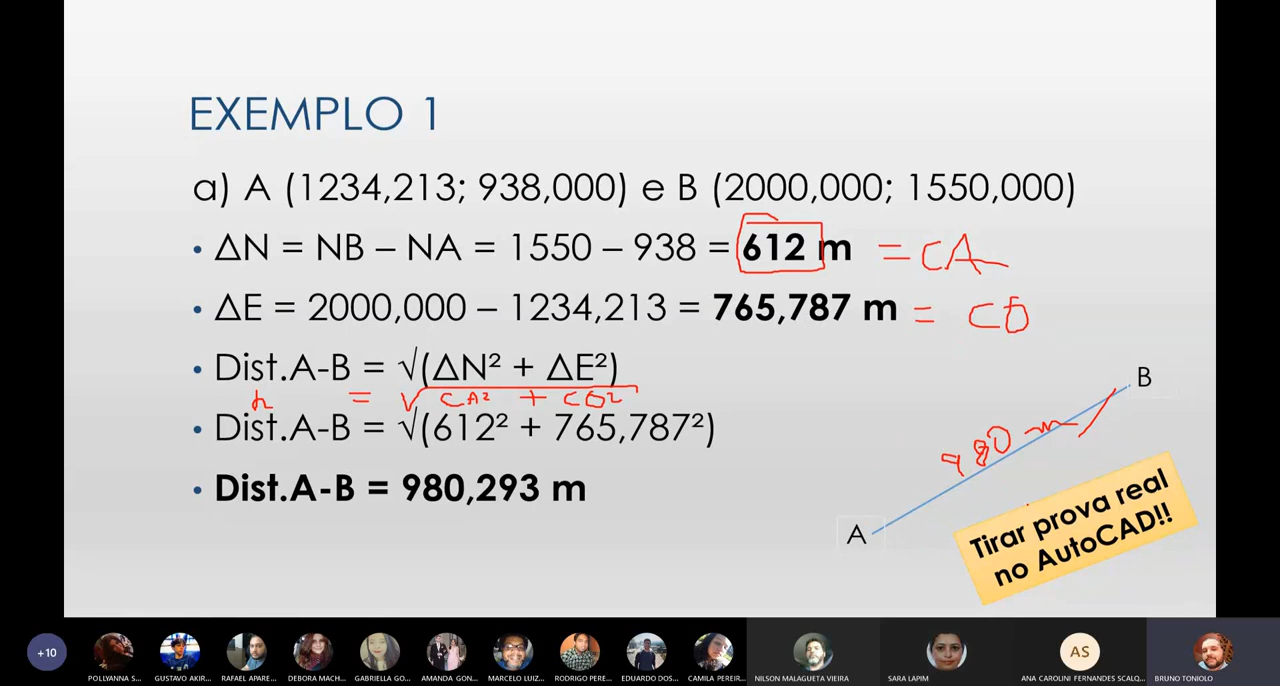 EXEMPLO 1
a) A (1234,213; 938,000) e B (2000,000; 1550,000)
• ΔN = NB – NA = 1550 – 938 = 612 m = CA
• ΔE = 2000,000 – 1234,213 = 765,787 m = CO
• Dist.A-B = √(ΔN² + ΔE²)
h = √CA² + CO²
• Dist.A-B = √(612² + 765,787²)
• Dist.A-B = 980,293 m
B
980 m
A
Tirar prova real
no AutoCAD!!
+10
AS
POLLYANNA S... GUSTAVO AKIR... RAFAEL APARE... DEBORA MACH... GABRIELLA GO... AMANDA GON... MARCELO LUIZ... RODRIGO PERE... EDUARDO DOS... CAMILA PEREIR... NILSON MALAGUETA VIEIRA SARA LAPIM ANA CAROLINI FERNANDES SCALQ... BRUNO TONIOLO